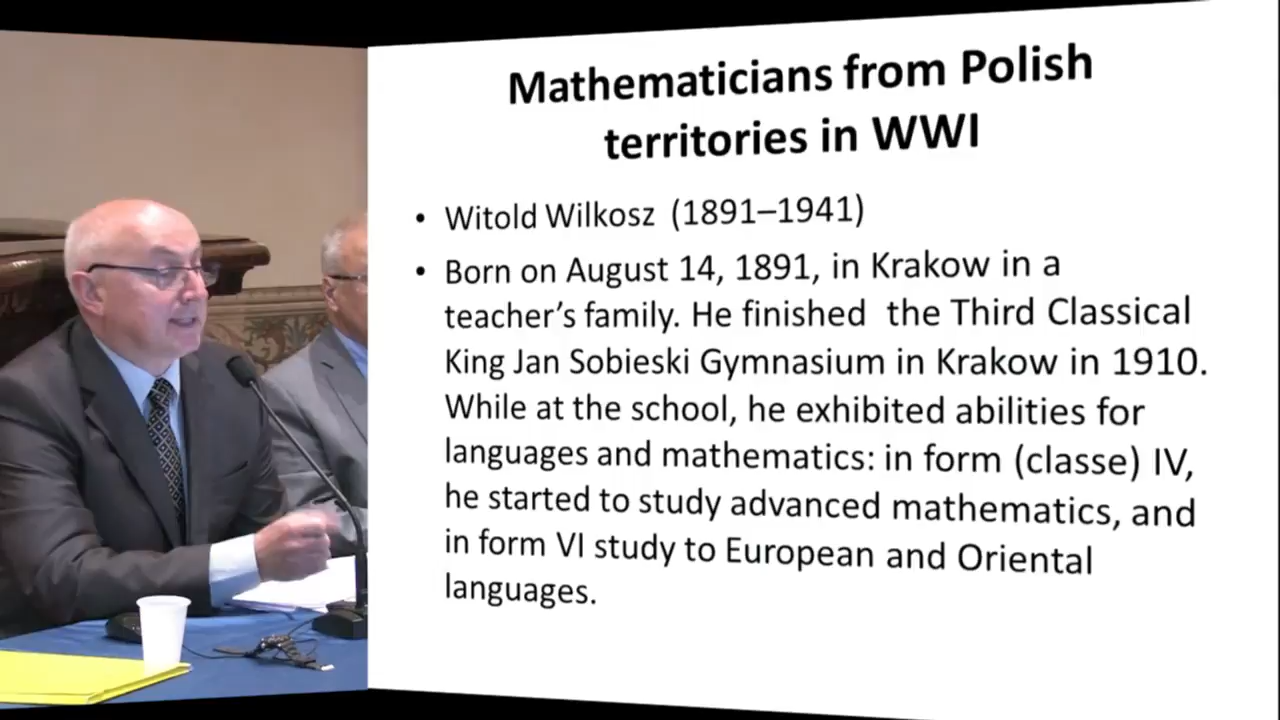 Mathematicians from Polish
territories in WWI
• Witold Wilkosz (1891–1941)
• Born on August 14, 1891, in Krakow in a
teacher’s family. He finished the Third Classical
King Jan Sobieski Gymnasium in Krakow in 1910.
While at the school, he exhibited abilities for
languages and mathematics: in form (classe) IV,
he started to study advanced mathematics, and
in form VI study to European and Oriental
languages.